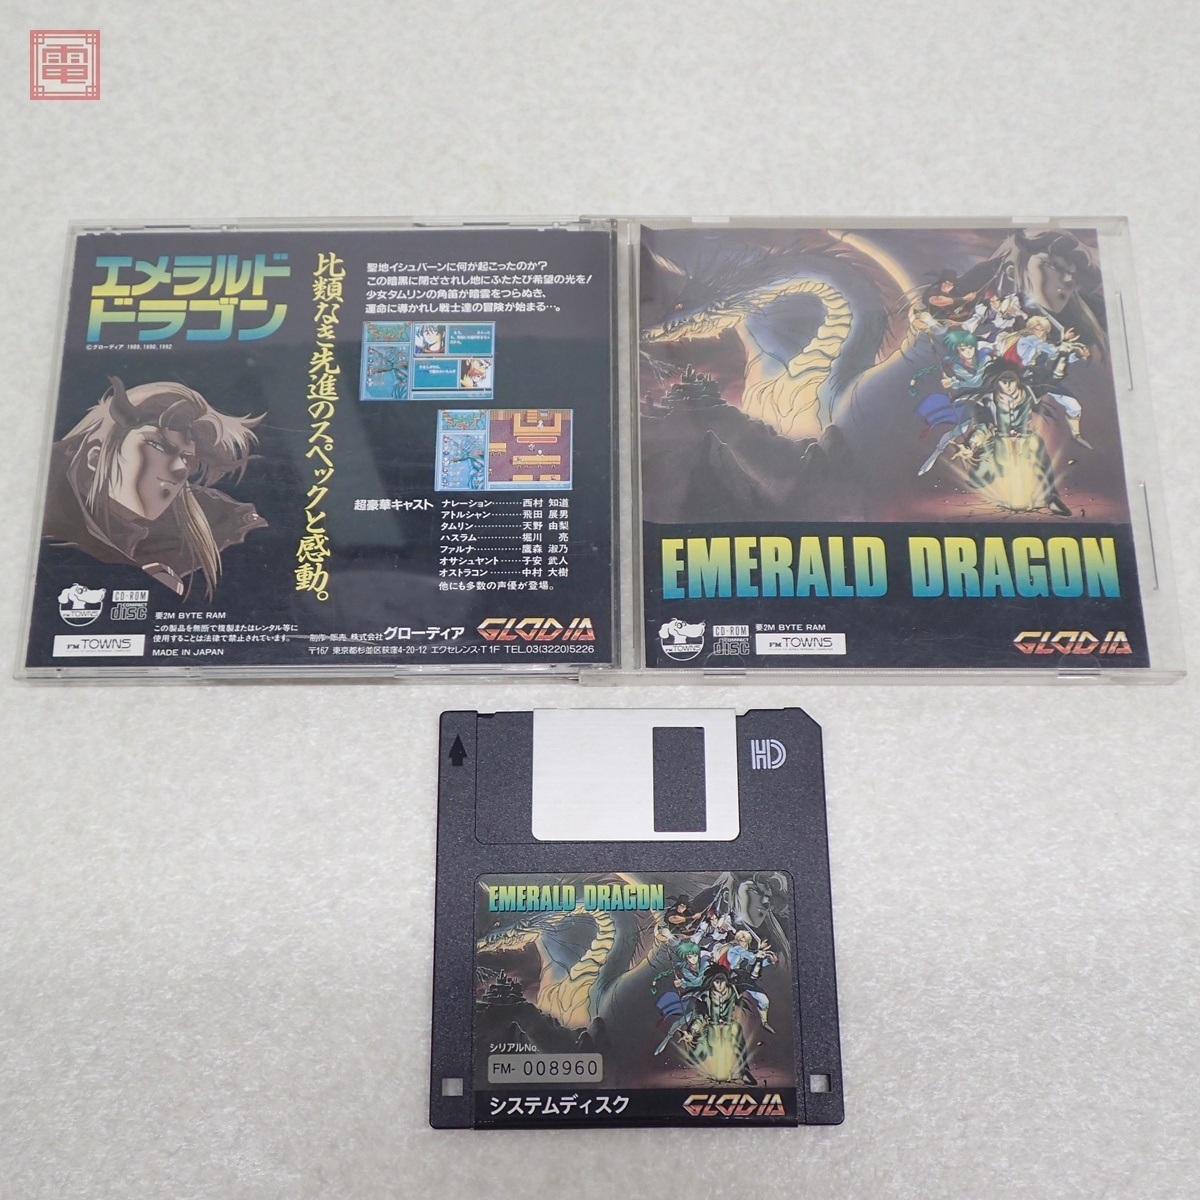 電
エメラルド
ドラゴン
©グローディア 1989, 1990, 1992
比類なき先進のスペックと感動。
聖地イシュバーンに何が起こったのか?
この暗黒に閉ざされし地にふたたび希望の光を!
少女タムリンの角笛が暗雲をつらぬき、
運命に導かれし戦士達の冒険が始まる…。
超豪華キャスト
ナレーション………西村 知道
アトルシャン………飛田 展男
タムリン……………天野 由梨
ハスラム……………堀川 亮
ファルナ……………鷹森 淑乃
オサシュヤント……子安 武人
オストラコン………中村 大樹
他にも多数の声優が登場。
FM TOWNS
CD-ROM
COMPACT
disc
要2M BYTE RAM
この製品を無断で複製またはレンタル等に
使用することは法律で禁止されています。
FM TOWNS
MADE IN JAPAN
制作・販売 株式会社グローディア
GLODIA
〒167 東京都杉並区荻窪4-20-12 エクセレンス・T 1F TEL.03(3220)5226
EMERALD DRAGON
FM TOWNS
CD-ROM
COMPACT
disc
要2M BYTE RAM
FM TOWNS
GLODIA
HD
EMERALD DRAGON
シリアルNo.
FM- 008960
システムディスク
GLODIA